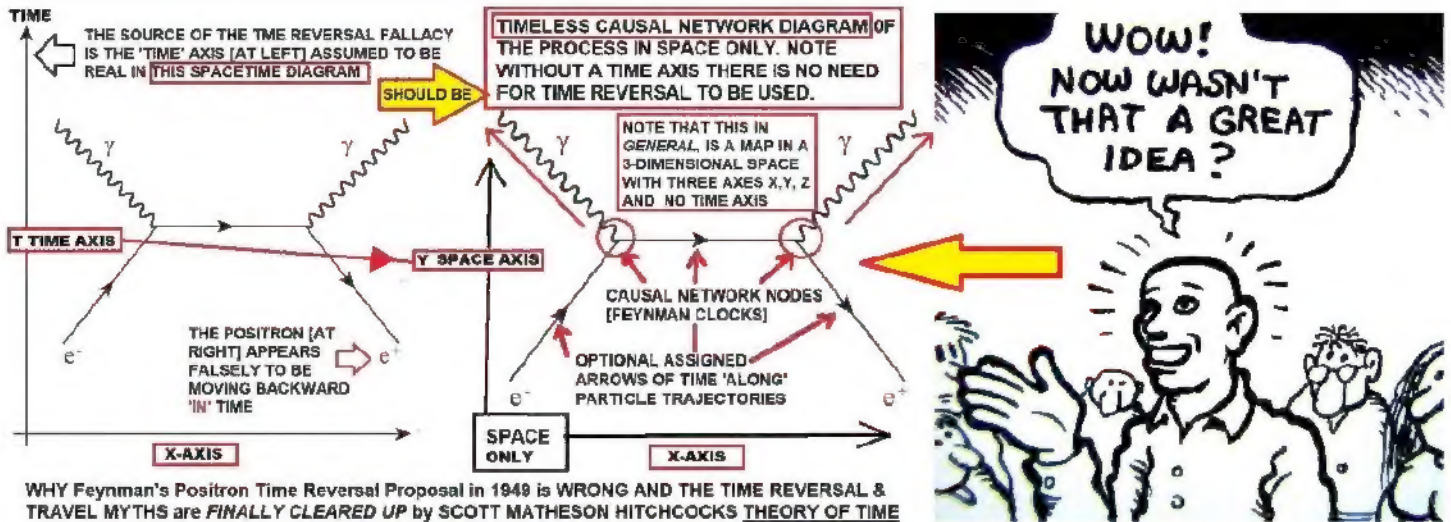 TIME
THE SOURCE OF THE TME REVERSAL FALLACY
IS THE 'TIME' AXIS [AT LEFT] ASSUMED TO BE
REAL IN THIS SPACETIME DIAGRAM
SHOULD BE
TIMELESS CAUSAL NETWORK DIAGRAM OF
THE PROCESS IN SPACE ONLY. NOTE
WITHOUT A TIME AXIS THERE IS NO NEED
FOR TIME REVERSAL TO BE USED.
γ
γ
T TIME AXIS
e⁻
THE POSITRON [AT
RIGHT] APPEARS
FALSELY TO BE
MOVING BACKWARD
'IN' TIME
e⁺
X-AXIS
γ
NOTE THAT THIS IN
GENERAL, IS A MAP IN A
3-DIMENSIONAL SPACE
WITH THREE AXES X,Y, Z
AND NO TIME AXIS
γ
Y SPACE AXIS
CAUSAL NETWORK NODES
[FEYNMAN CLOCKS]
OPTIONAL ASSIGNED
ARROWS OF TIME 'ALONG'
PARTICLE TRAJECTORIES
e⁻
e⁺
SPACE
ONLY
X-AXIS
WHY Feynman's Positron Time Reversal Proposal in 1949 is WRONG AND THE TIME REVERSAL &
TRAVEL MYTHS are FINALLY CLEARED UP by SCOTT MATHESON HITCHCOCKS THEORY OF TIME
WOW!
NOW WASN'T
THAT A GREAT
IDEA?